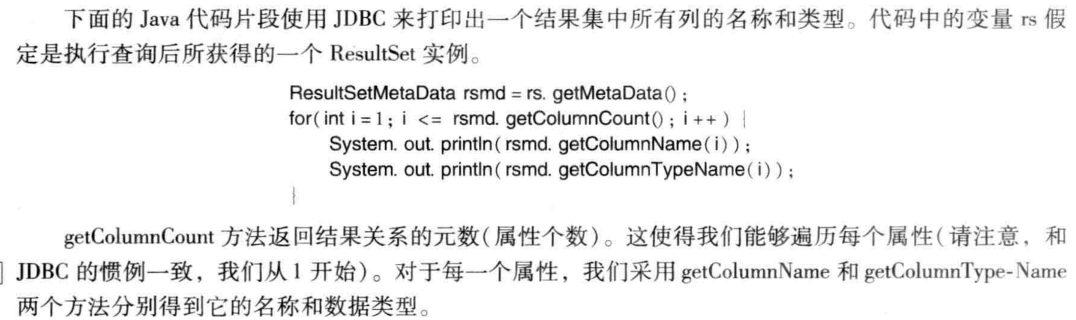 下面的 Java 代码片段使用 JDBC 来打印出一个结果集中所有列的名称和类型。代码中的变量 rs 假
定是执行查询后所获得的一个 ResultSet 实例。
ResultSetMetaData rsmd = rs. getMetaData();
for( int i = 1; i <= rsmd. getColumnCount(); i ++ ) {
System. out. println( rsmd. getColumnName(i));
System. out. println( rsmd. getColumnTypeName(i));
}
getColumnCount 方法返回结果关系的元数(属性个数)。这使得我们能够遍历每个属性(请注意，和
JDBC 的惯例一致，我们从 1 开始)。对于每一个属性，我们采用 getColumnName 和 getColumnType-Name
两个方法分别得到它的名称和数据类型。